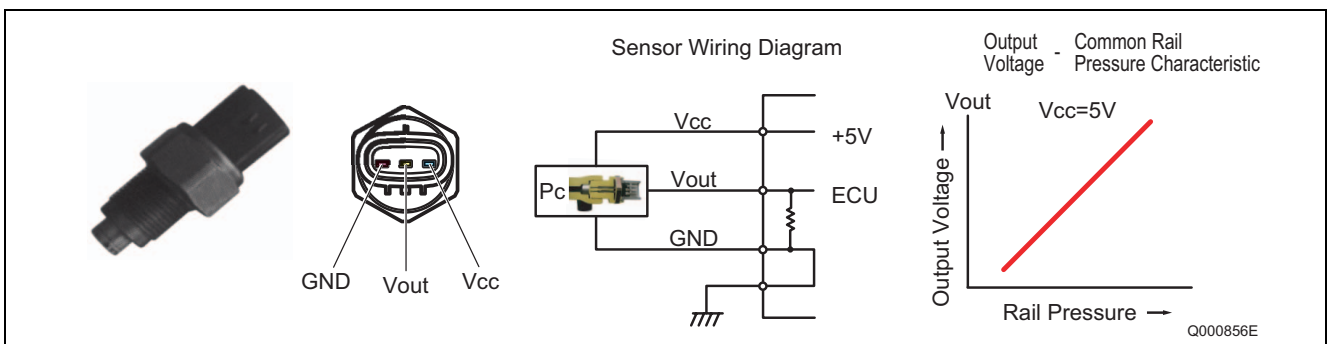 GND
Vout
Vcc
Sensor Wiring Diagram
Vcc
+5V
Pc
Vout
ECU
GND
Output Voltage - Common Rail Pressure Characteristic
Vout
Vcc=5V
Output Voltage →
Rail Pressure →
Q000856E